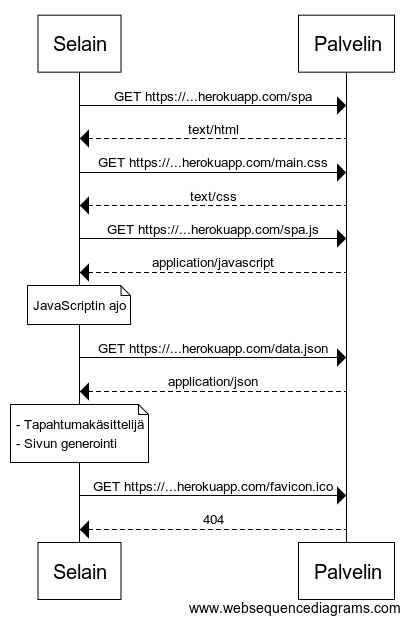 Selain
Palvelin
GET https://...herokuapp.com/spa
text/html
GET https://...herokuapp.com/main.css
text/css
GET https://...herokuapp.com/spa.js
application/javascript
JavaScriptin ajo
GET https://...herokuapp.com/data.json
application/json
- Tapahtumakäsittelijä
- Sivun generointi
GET https://...herokuapp.com/favicon.ico
404
Selain
Palvelin
www.websequencediagrams.com